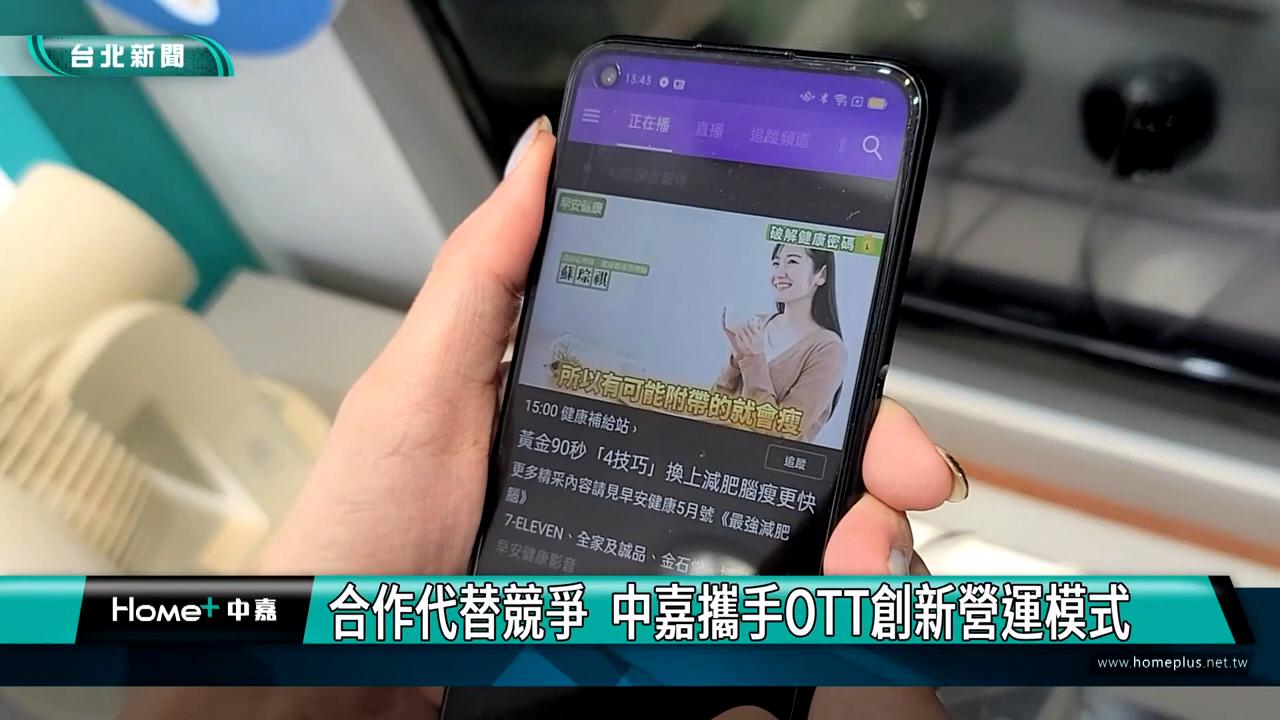 台北新聞
13:43
正在播 直播 追蹤頻道
14:00 深度報導
早安健康
破解健康密碼
蘇琮祺
所以有可能附帶的就會瘦
15:00 健康補給站 ›
追蹤
黃金90秒「4技巧」換上減肥腦瘦更快
更多精采內容請見早安健康5月號《最強減肥
腦》
7-ELEVEN、全家及誠品、金石堂、
早安健康影音
Home+ 中嘉
合作代替競爭 中嘉攜手OTT創新營運模式
www.homeplus.net.tw